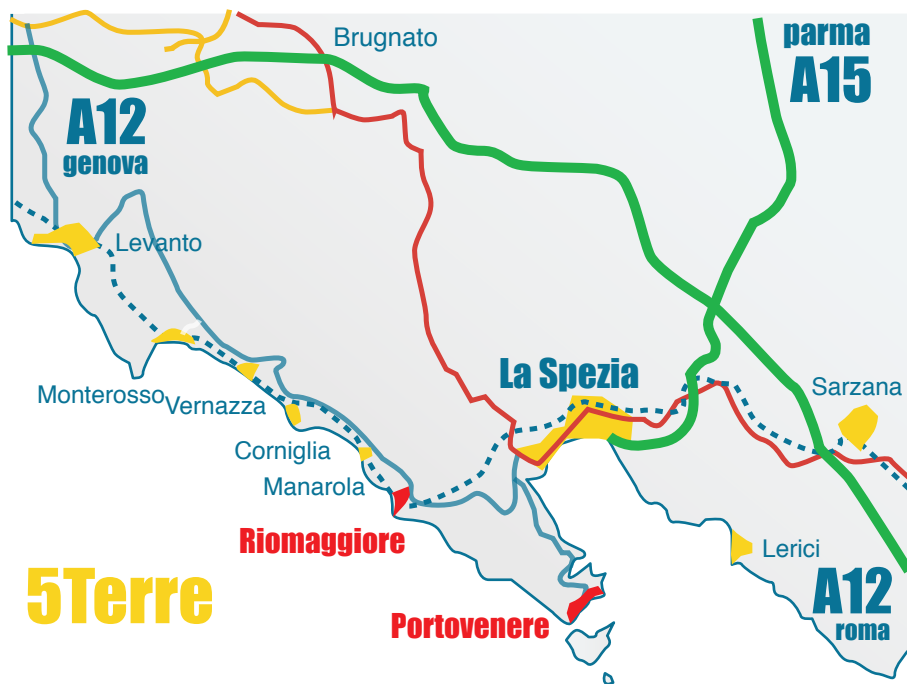 Brugnato
parma
A15
A12
genova
Levanto
La Spezia
Sarzana
Monterosso
Vernazza
Corniglia
Manarola
Riomaggiore
Lerici
5Terre
A12
roma
Portovenere